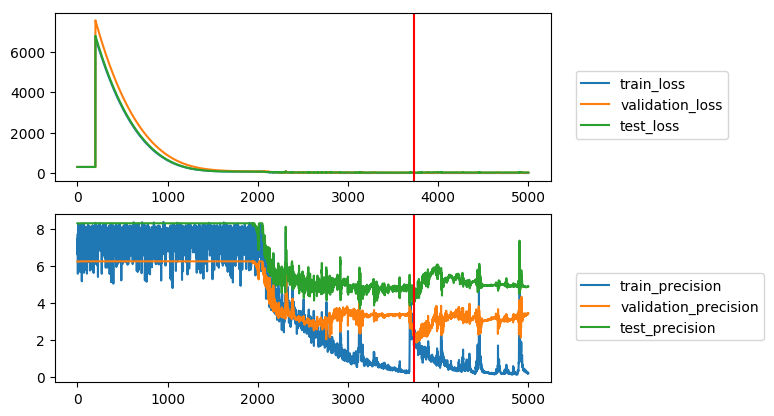 6000
4000
2000
0
0 1000 2000 3000 4000 5000
train_loss
validation_loss
test_loss
8
6
4
2
0
0 1000 2000 3000 4000 5000
train_precision
validation_precision
test_precision